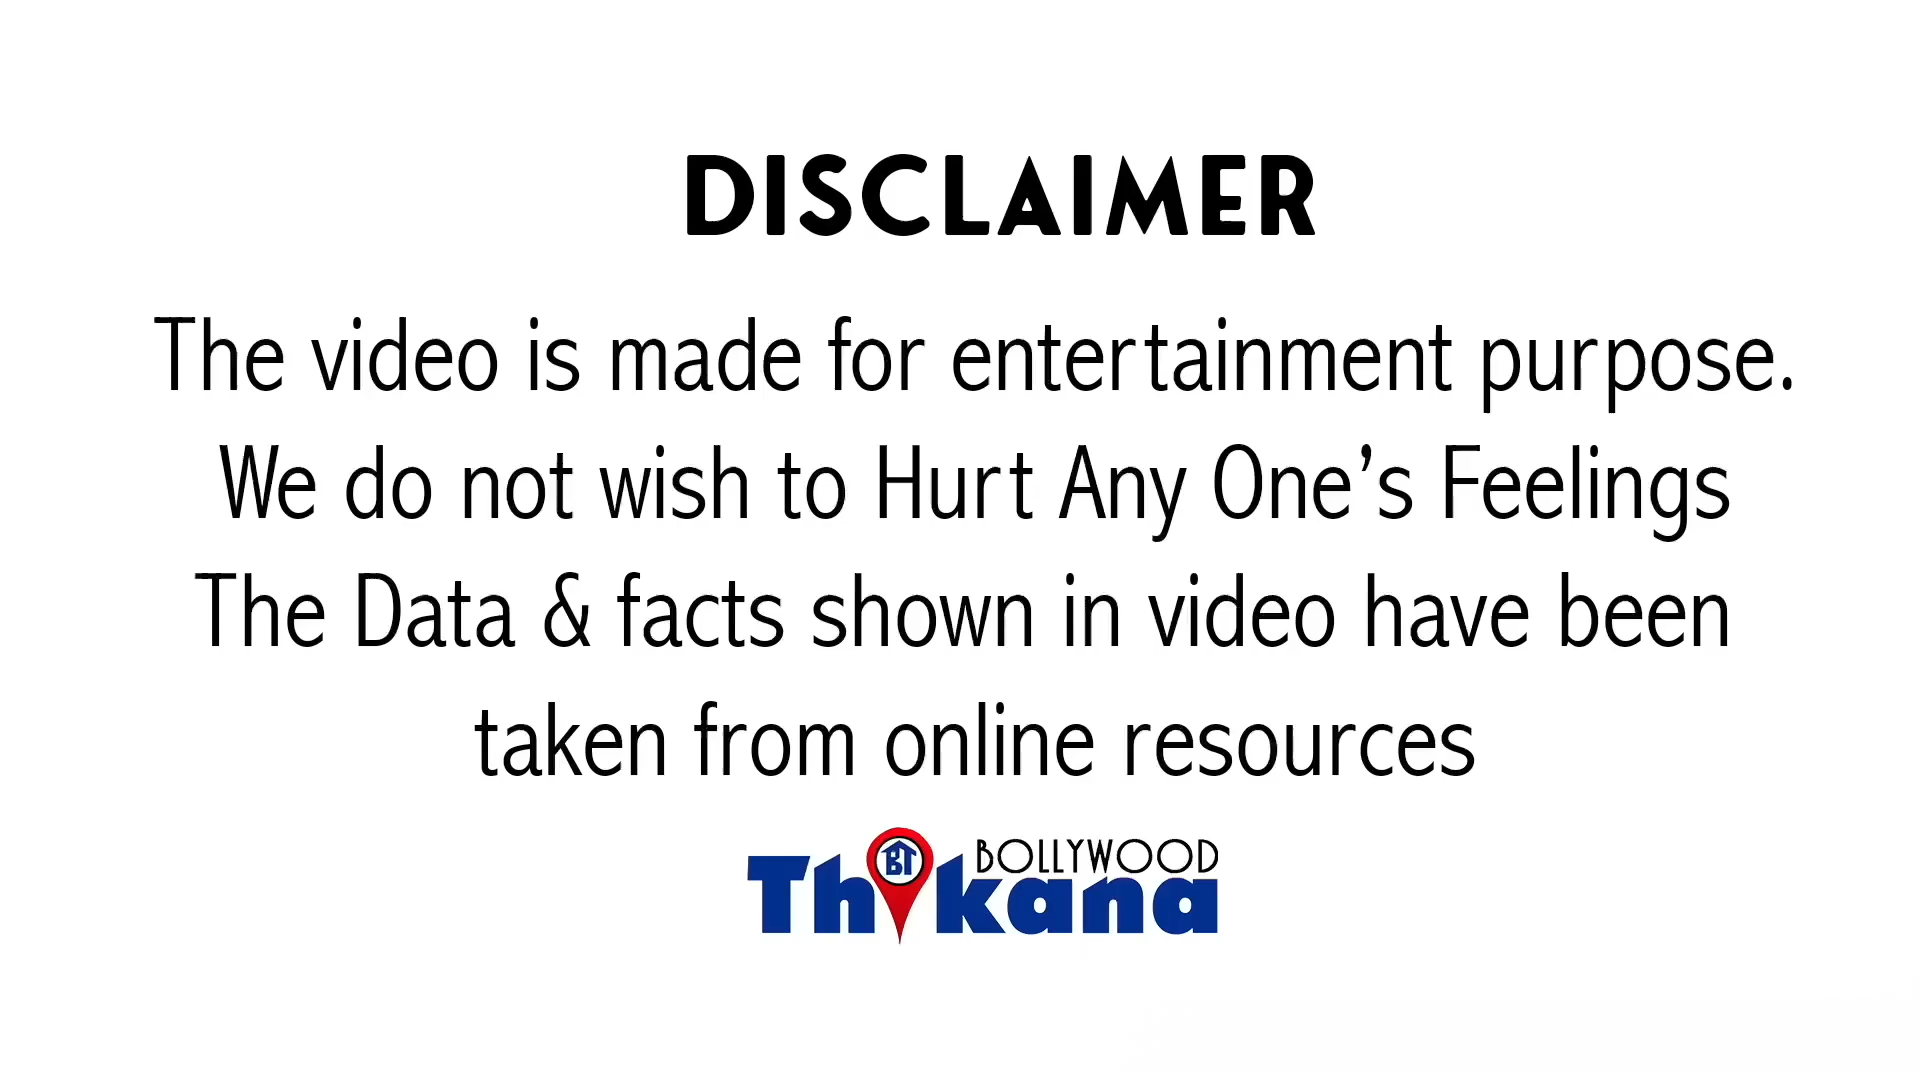 DISCLAIMER
The video is made for entertainment purpose.
We do not wish to Hurt Any One’s Feelings
The Data & facts shown in video have been
taken from online resources
BT
BOLLYWOOD
Thikana